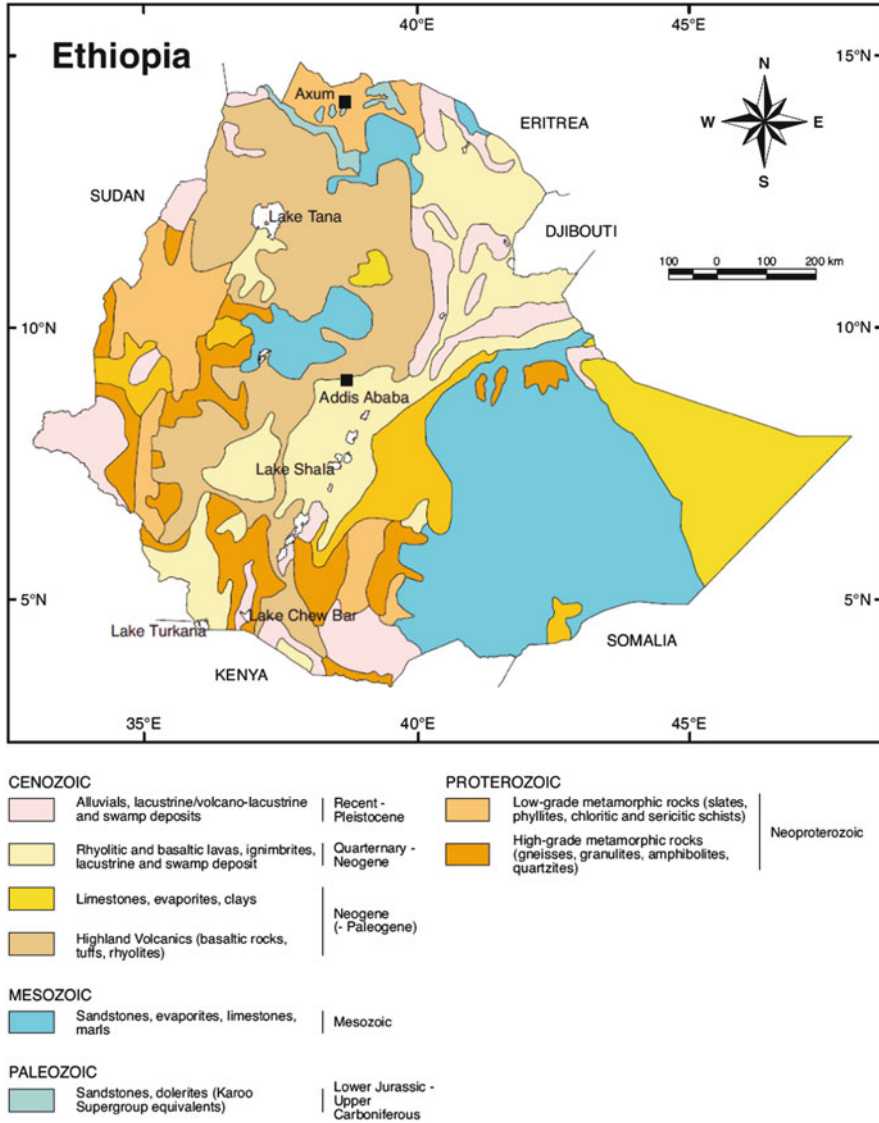 40°E
45°E
Ethiopia
15°N
N
W
E
S
Axum
ERITREA
SUDAN
Lake Tana
DJIBOUTI
100 0 100 200 km
10°N
10°N
Addis Ababa
Lake Shala
5°N
5°N
Lake Chew Bar
Lake Turkana
SOMALIA
KENYA
35°E
40°E
45°E
CENOZOIC
Alluvials, lacustrine/volcano-lacustrine
and swamp deposits
Recent -
Pleistocene
Rhyolitic and basaltic lavas, ignimbrites,
lacustrine and swamp deposit
Quarternary -
Neogene
Limestones, evaporites, clays
Highland Volcanics (basaltic rocks,
tuffs, rhyolites)
Neogene
(- Paleogene)
MESOZOIC
Sandstones, evaporites, limestones,
marls
Mesozoic
PALEOZOIC
Sandstones, dolerites (Karoo
Supergroup equivalents)
Lower Jurassic -
Upper
Carboniferous
PROTEROZOIC
Low-grade metamorphic rocks (slates,
phyllites, chloritic and sericitic schists)
High-grade metamorphic rocks
(gneisses, granulites, amphibolites,
quartzites)
Neoproterozoic